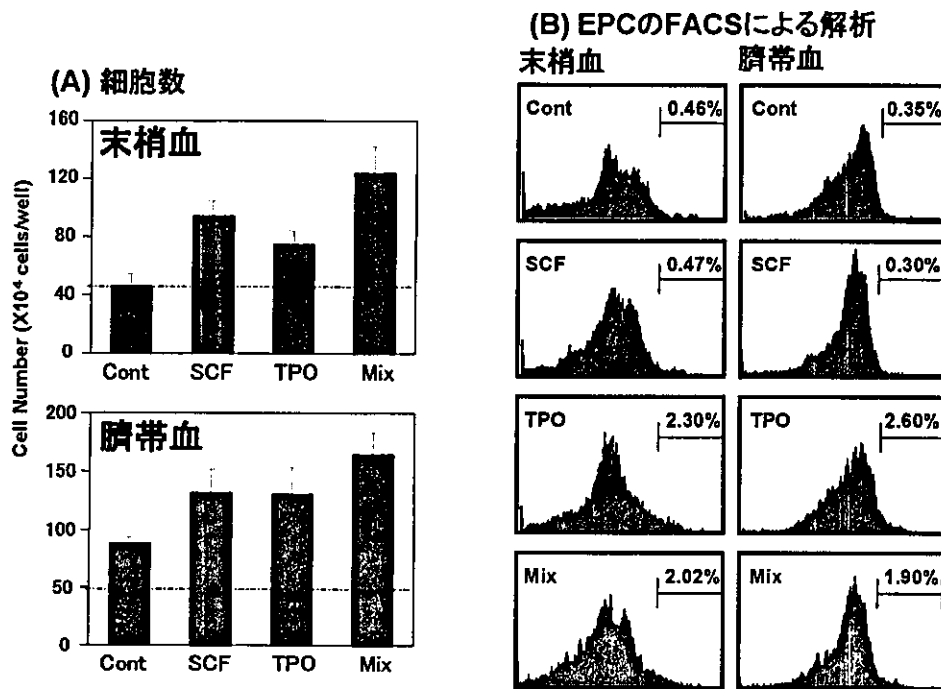 (A) 細胞数
Cell Number (X10⁴ cells/well)
末梢血
160
120
80
40
0
Cont SCF TPO Mix
臍帯血
200
150
100
50
0
Cont SCF TPO Mix
(B) EPCのFACSによる解析
末梢血 臍帯血
Cont 0.46% Cont 0.35%
SCF 0.47% SCF 0.30%
TPO 2.30% TPO 2.60%
Mix 2.02% Mix 1.90%